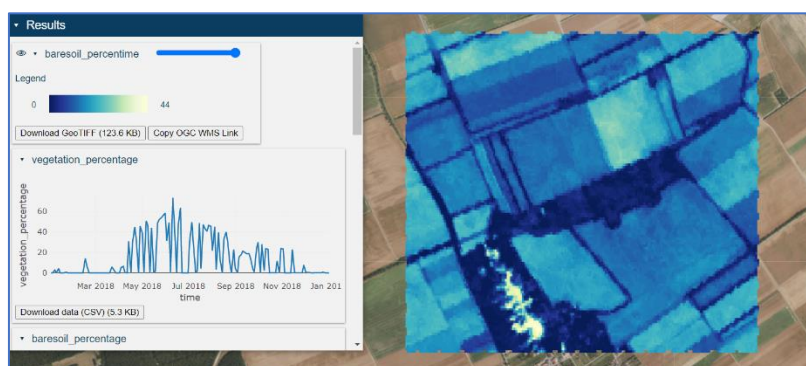 Results
baresoil_percentime
Legend
0 44
Download GeoTIFF (123.6 KB) Copy OGC WMS Link
vegetation_percentage
vegetation_percentage
60
40
20
0
Mar 2018 May 2018 Jul 2018 Sep 2018 Nov 2018 Jan 201
time
Download data (CSV) (5.3 KB)
baresoil_percentage